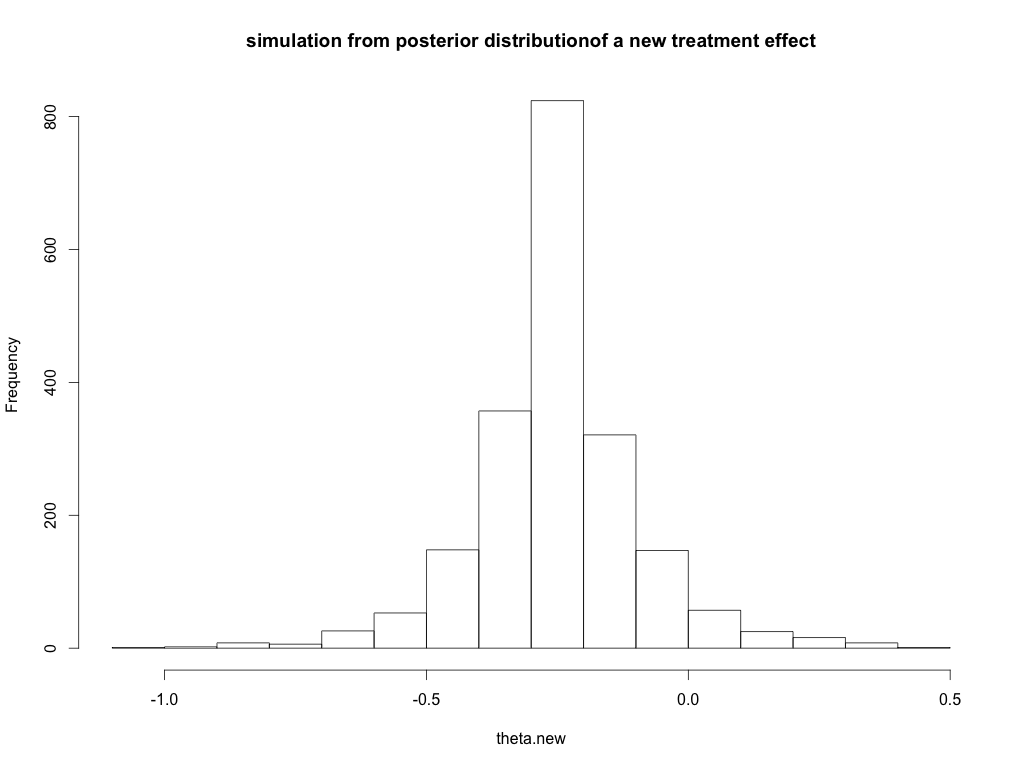 simulation from posterior distributionof a new treatment effect
800
600
400
200
0
Frequency
-1.0 -0.5 0.0 0.5
theta.new